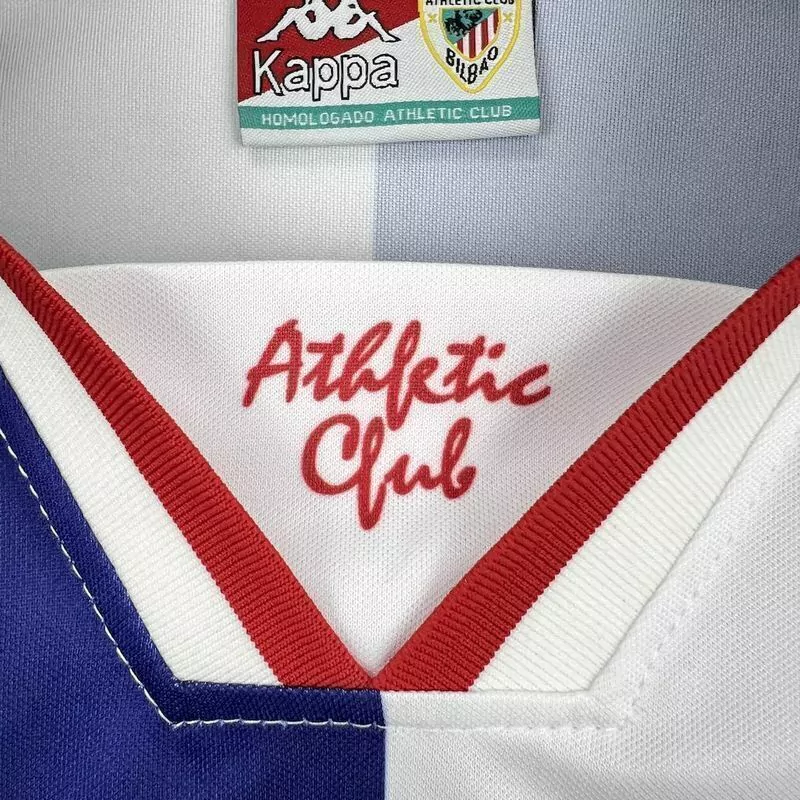 ATHLETIC CLUB
Kappa
BILBAO
HOMOLOGADO ATHLETIC CLUB
Athletic
Club